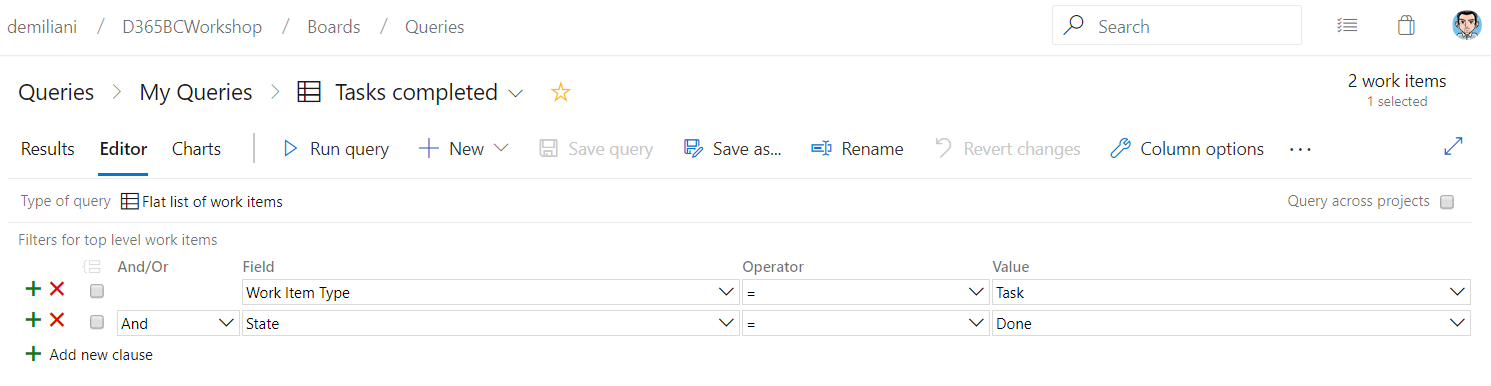 demiliani / D365BCWorkshop / Boards / Queries Search
Queries > My Queries > Tasks completed 2 work items
1 selected
Results Editor Charts Run query New Save query Save as... Rename Revert changes Column options ...
Type of query Flat list of work items Query across projects
Filters for top level work items
And/Or Field Operator Value
Work Item Type = Task
And State = Done
Add new clause